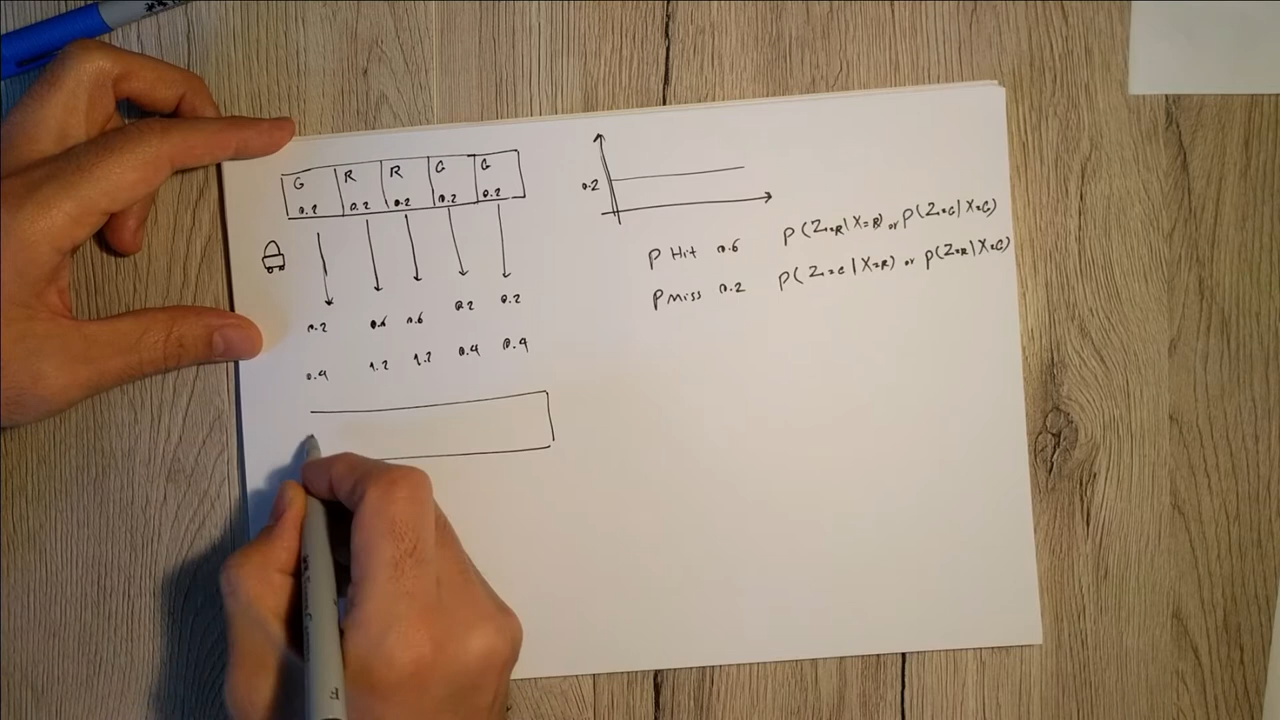 G R R G G
0.2 0.2 0.2 0.2 0.2
0.2 0.6 0.6 0.2 0.2
0.4 1.2 1.2 0.4 0.4
0.2
P Hit 0.6 P(Z=R|X=R) or P(Z=G|X=G)
P Miss 0.2 P(Z=G|X=R) or P(Z=R|X=G)